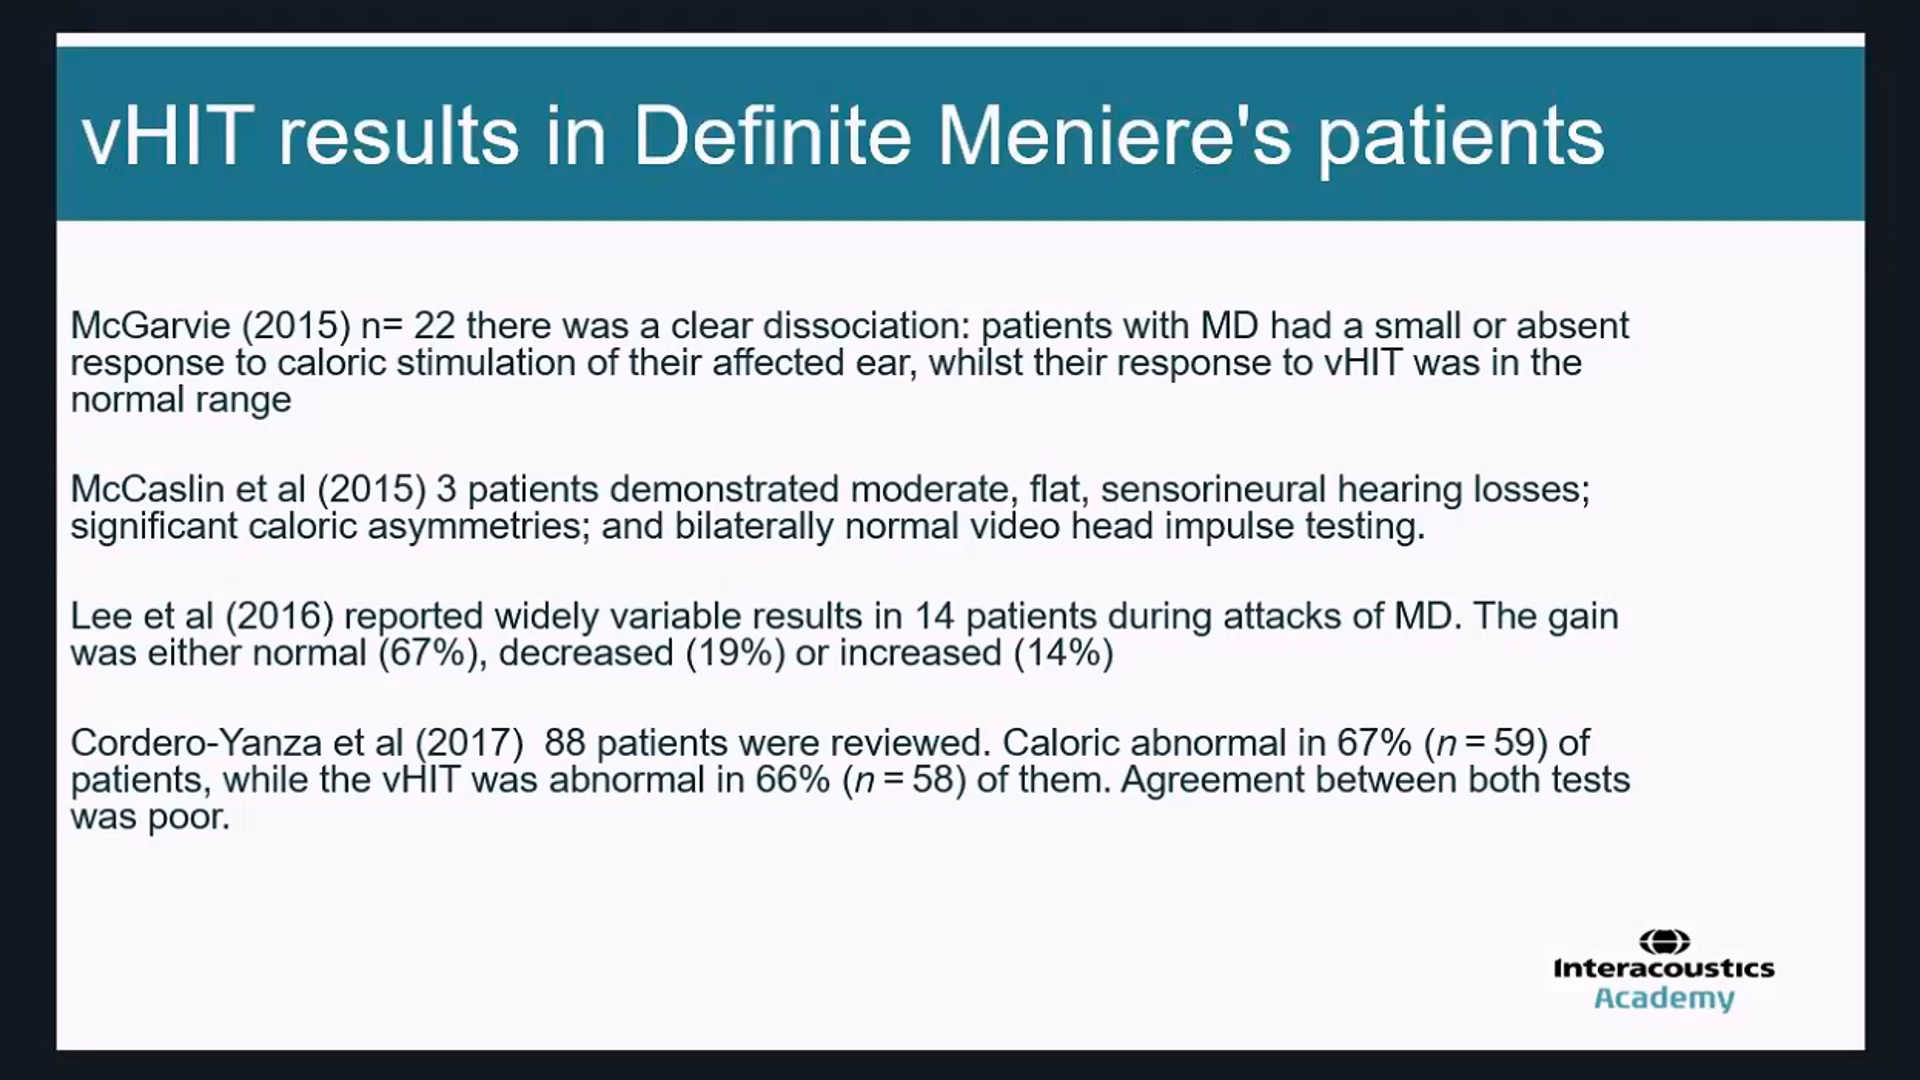 vHIT results in Definite Meniere's patients
McGarvie (2015) n= 22 there was a clear dissociation: patients with MD had a small or absent
response to caloric stimulation of their affected ear, whilst their response to vHIT was in the
normal range
McCaslin et al (2015) 3 patients demonstrated moderate, flat, sensorineural hearing losses;
significant caloric asymmetries; and bilaterally normal video head impulse testing.
Lee et al (2016) reported widely variable results in 14 patients during attacks of MD. The gain
was either normal (67%), decreased (19%) or increased (14%)
Cordero-Yanza et al (2017)  88 patients were reviewed. Caloric abnormal in 67% (n = 59) of
patients, while the vHIT was abnormal in 66% (n = 58) of them. Agreement between both tests
was poor.
Interacoustics
Academy